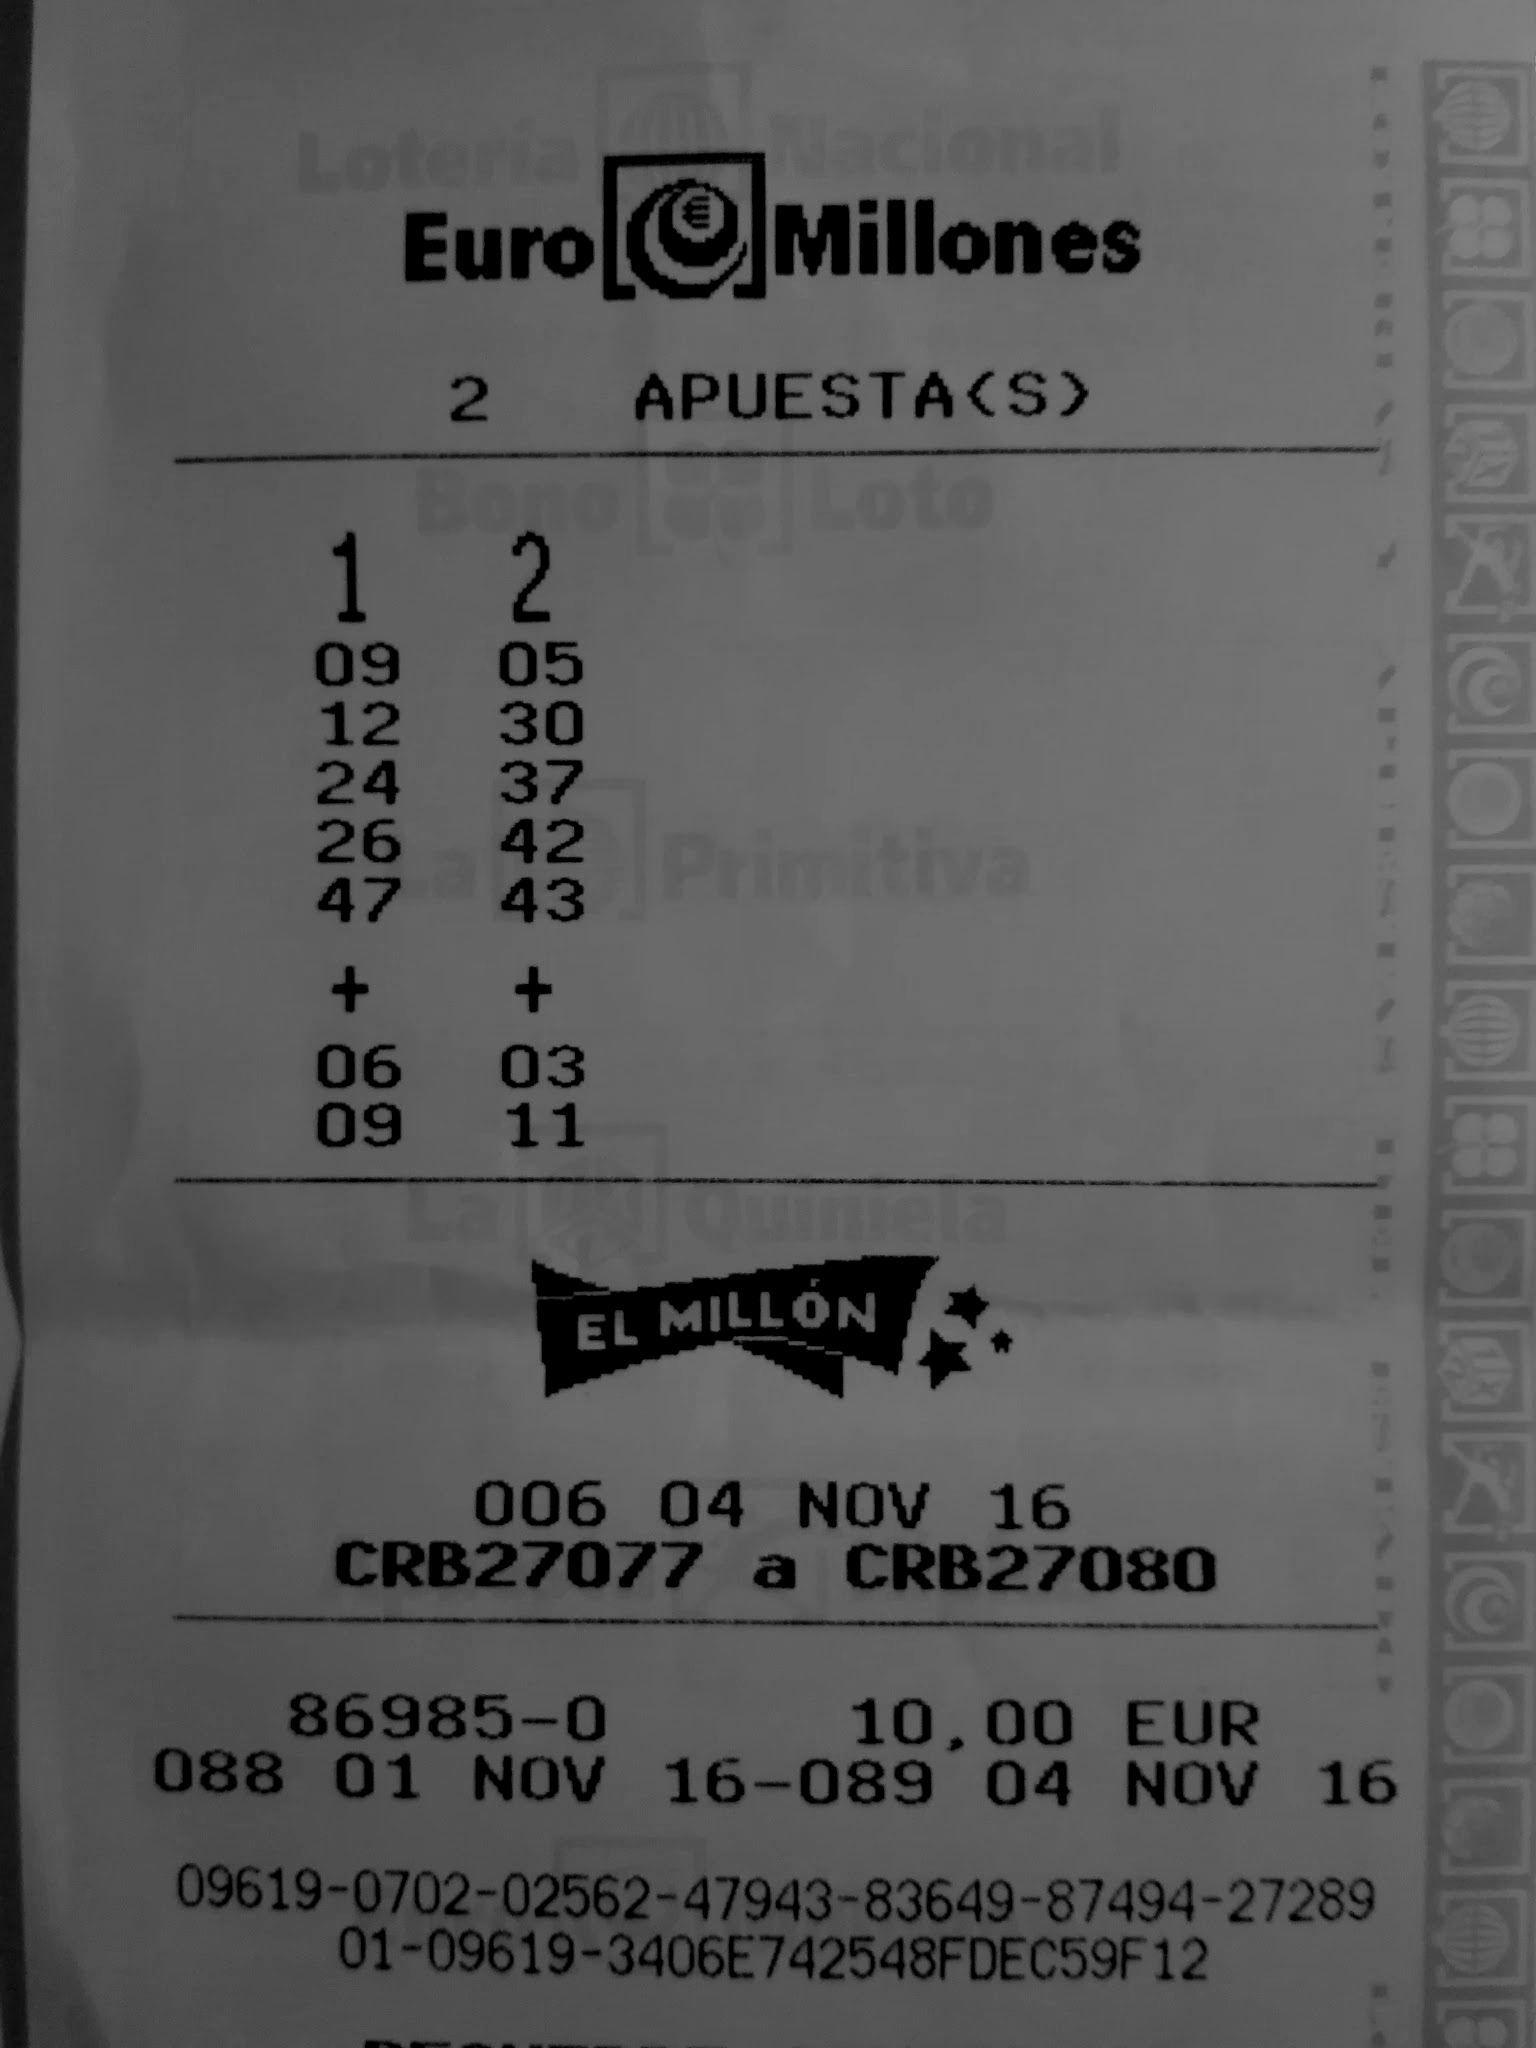 Loteria Nacional
Euro Millones
2 APUESTA(S)
Bono Loto
1 2
09 05
12 30
24 37
26 42
47 43
La Primitiva
+ +
06 03
09 11
La Quiniela
EL MILLÓN
006 04 NOV 16
CRB27077 a CRB27080
86985-0 10,00 EUR
088 01 NOV 16-089 04 NOV 16
09619-0702-02562-47943-83649-87494-27289
01-09619-3406E742548FDEC59F12